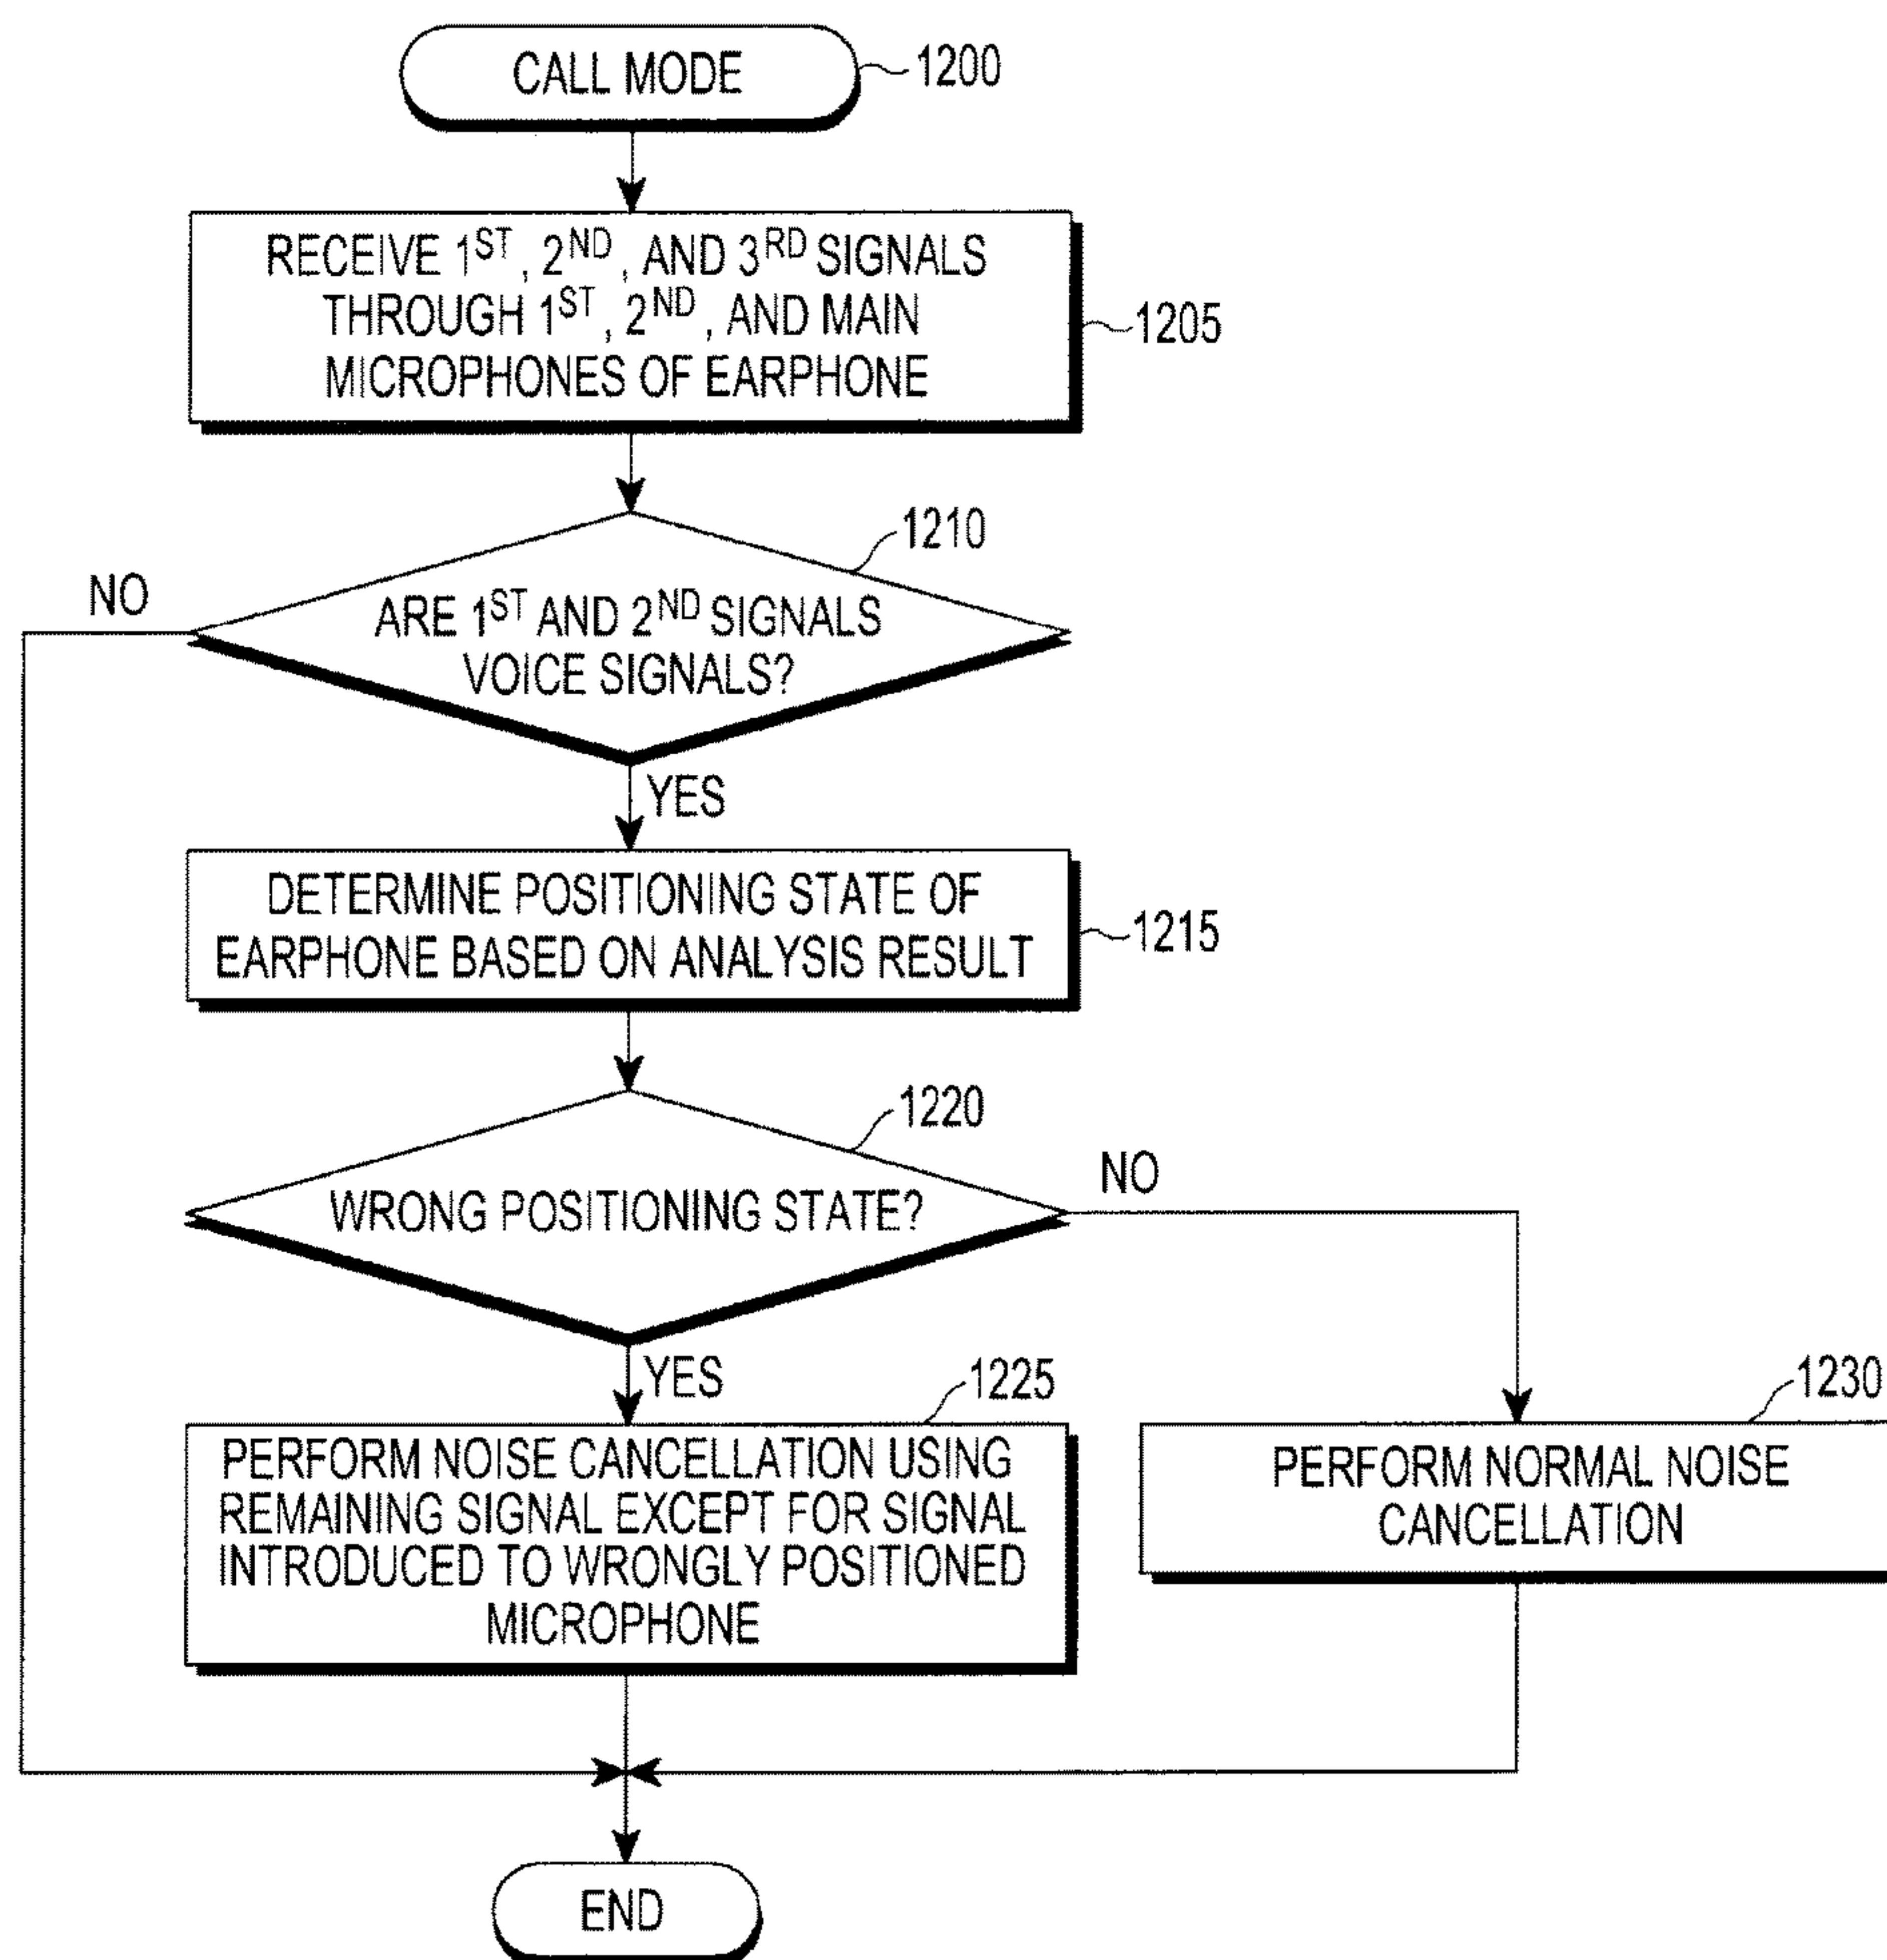 CALL MODE
1200
RECEIVE 1ST, 2ND, AND 3RD SIGNALS
THROUGH 1ST, 2ND, AND MAIN
MICROPHONES OF EARPHONE
1205
1210
NO
ARE 1ST AND 2ND SIGNALS
VOICE SIGNALS?
YES
DETERMINE POSITIONING STATE OF
EARPHONE BASED ON ANALYSIS RESULT
1215
1220
WRONG POSITIONING STATE?
NO
YES
1225
1230
PERFORM NOISE CANCELLATION USING
REMAINING SIGNAL EXCEPT FOR SIGNAL
INTRODUCED TO WRONGLY POSITIONED
MICROPHONE
PERFORM NORMAL NOISE
CANCELLATION
END